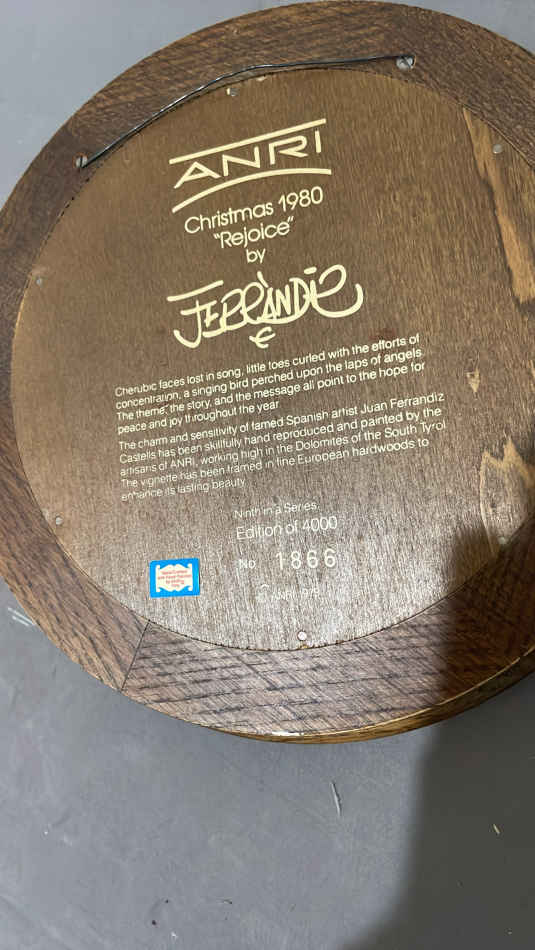 ANRI
Christmas 1980
"Rejoice"
by
FERRÀNDIZ
Cherubic faces lost in song, little toes curled with the efforts of
concentration, a singing bird perched upon the laps of angels.
The theme, the story, and the message all point to the hope for
peace and joy throughout the year.
The charm and sensitivity of famed Spanish artist Juan Ferrandiz
Castells has been skillfully hand reproduced and painted by the
artisans of ANRI, working high in the Dolomites of the South Tyrol
The vignette has been framed in fine European hardwoods to
enhance its lasting beauty.
Ninth in a Series
Edition of 4000
No. 1866
ANRI